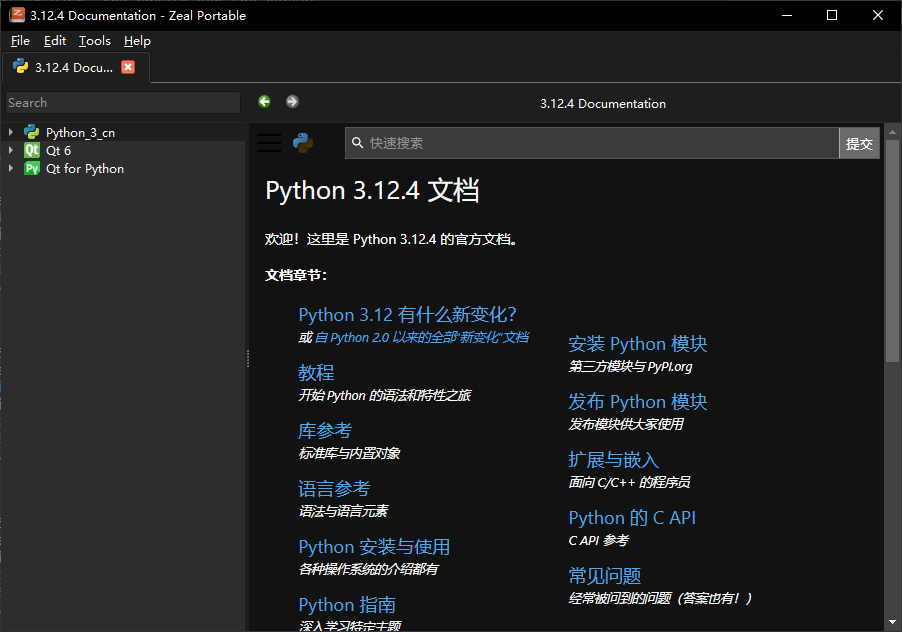 3.12.4 Documentation - Zeal Portable
File Edit Tools Help
3.12.4 Docu...
Search
3.12.4 Documentation
Python_3_cn
Qt 6
Qt for Python
快速搜索 提交
Python 3.12.4 文档
欢迎！这里是 Python 3.12.4 的官方文档。
文档章节：
Python 3.12 有什么新变化？
或 自 Python 2.0 以来的全部"新变化"文档
教程
开始 Python 的语法和特性之旅
库参考
标准库与内置对象
语言参考
语法与语言元素
Python 安装与使用
各种操作系统的介绍都有
Python 指南
深入学习特定主题
安装 Python 模块
第三方模块与 PyPI.org
发布 Python 模块
发布模块供大家使用
扩展与嵌入
面向 C/C++ 的程序员
Python 的 C API
C API 参考
常见问题
经常被问到的问题（答案也有！）